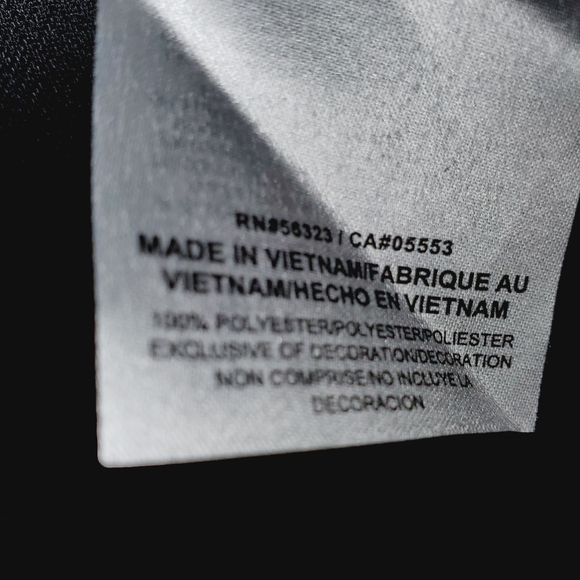 RN#56323 / CA#05553
MADE IN VIETNAM/FABRIQUE AU
VIETNAM/HECHO EN VIETNAM
100% POLYESTER/POLYESTER/POLIESTER
EXCLUSIVE OF DECORATION/DECORATION
NON COMPRISE/NO INCLUYE LA
DECORACION